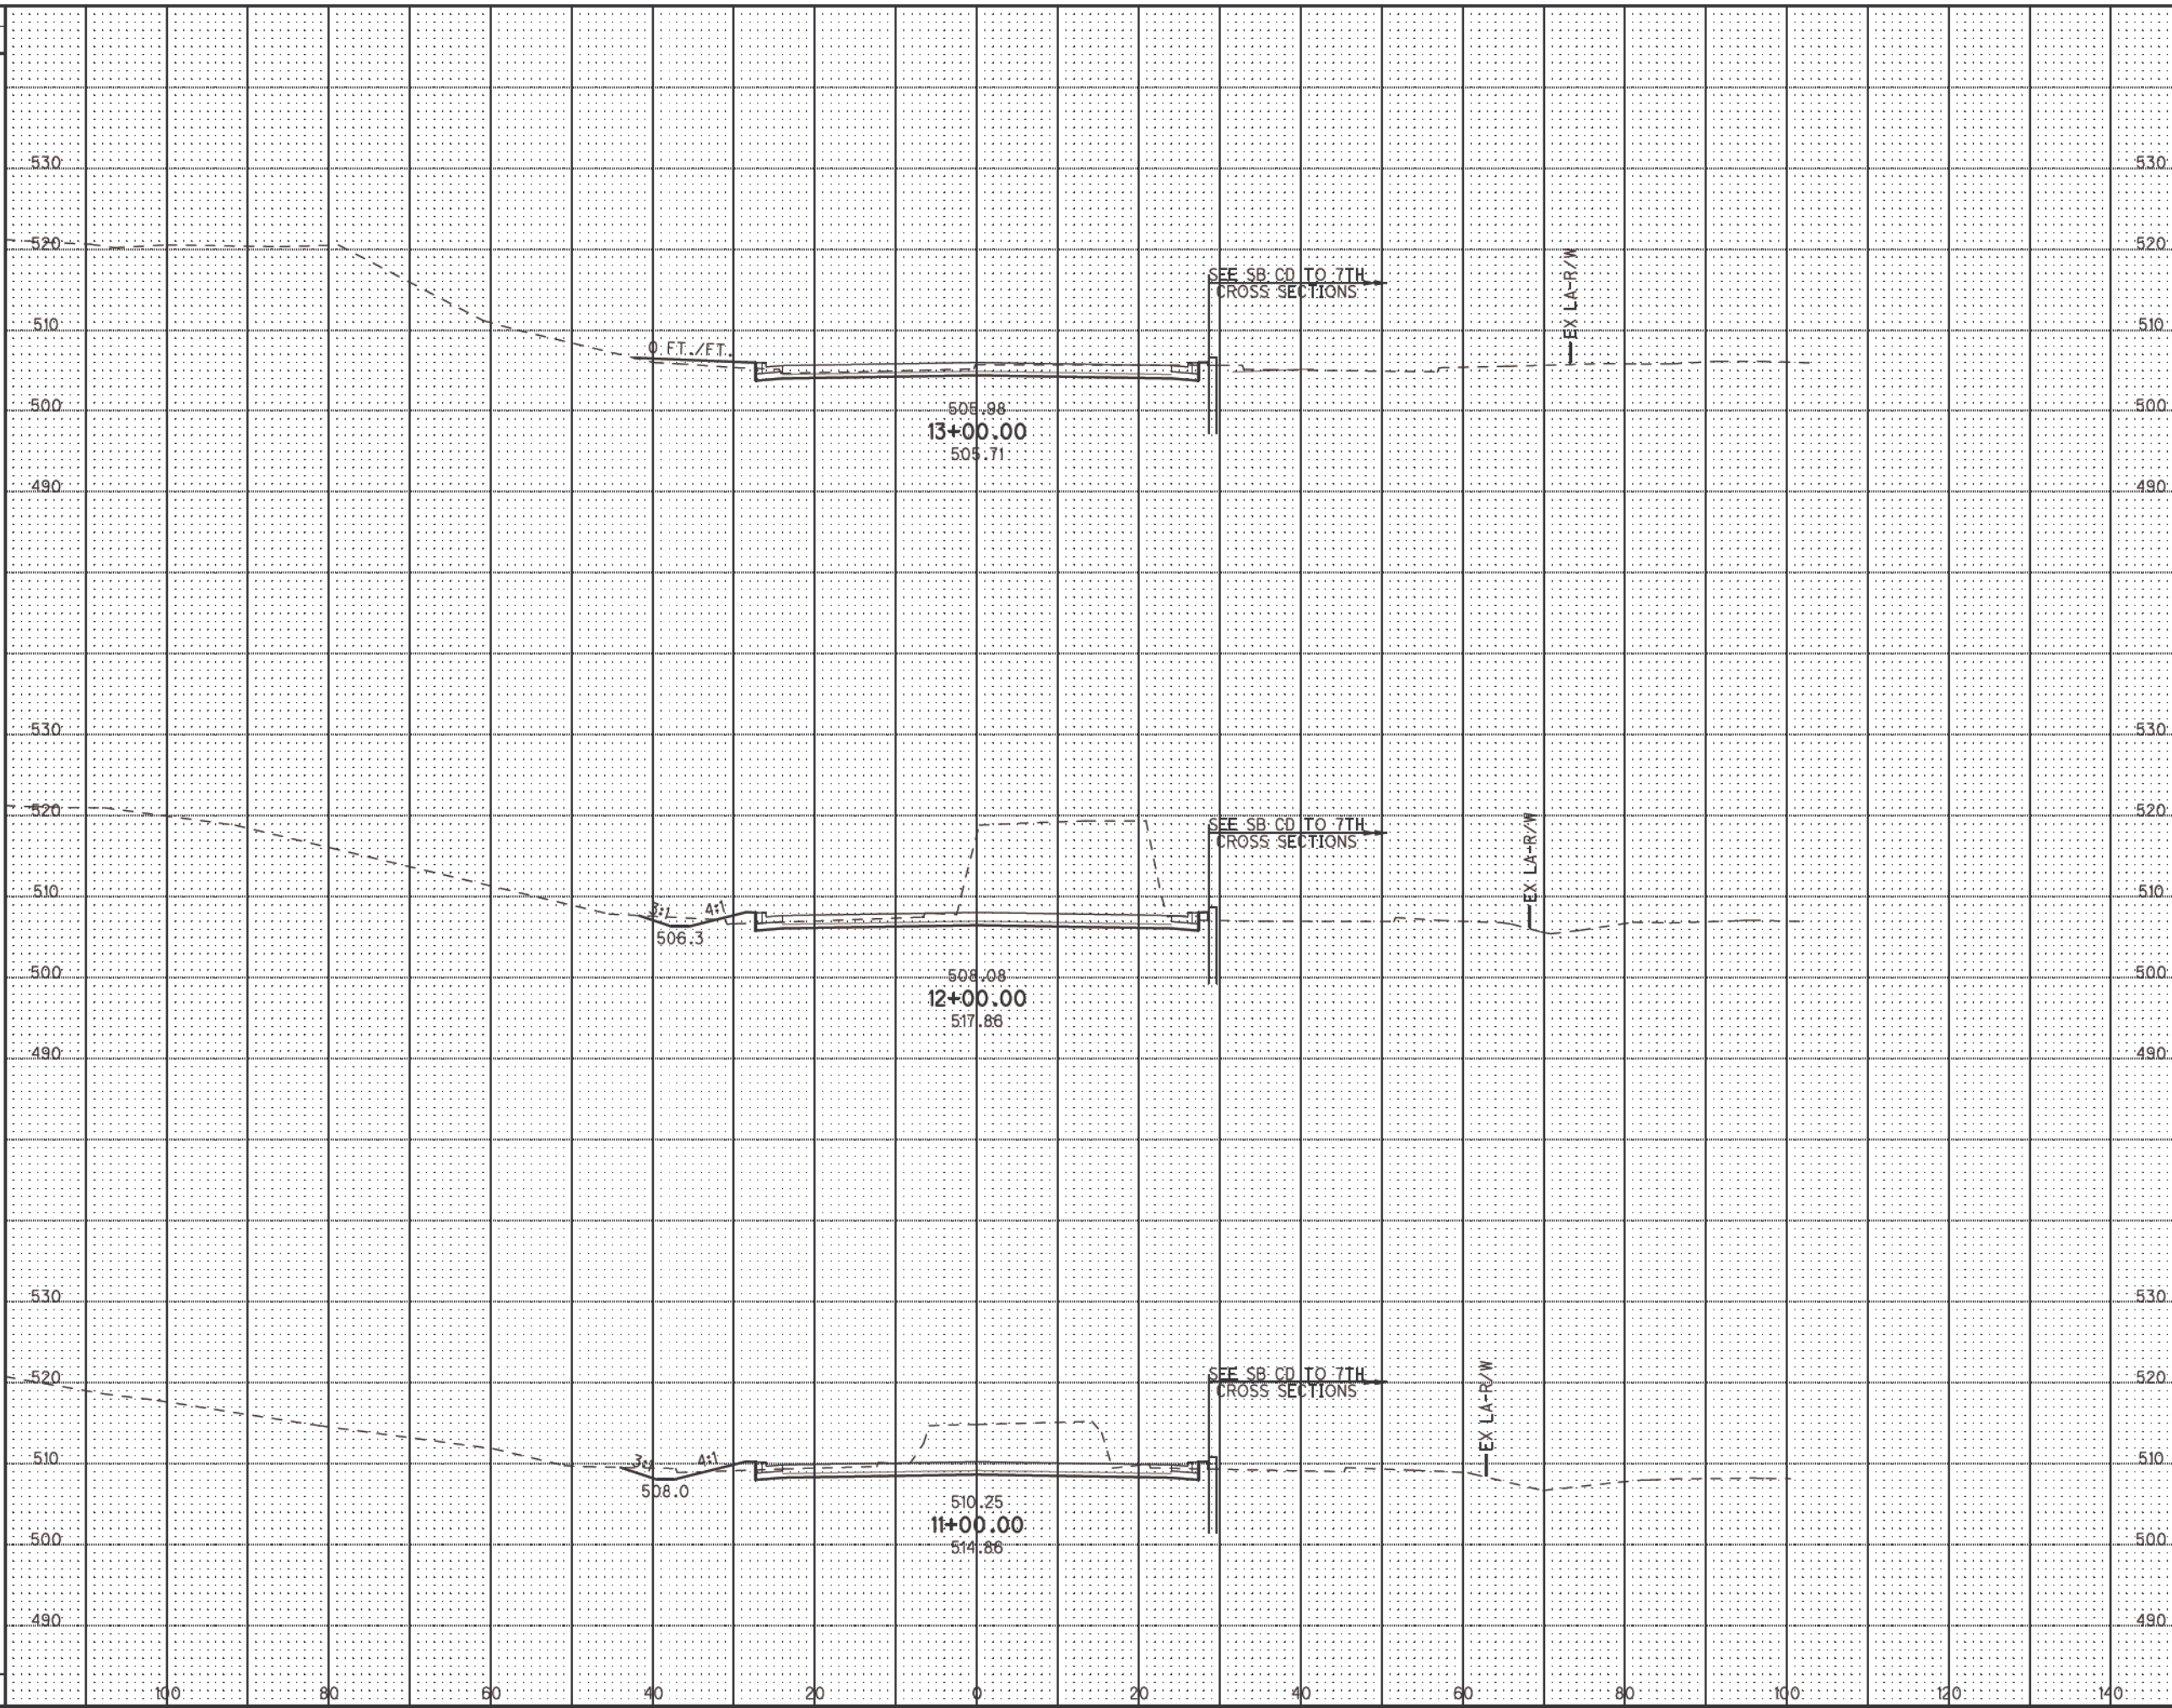 530 530
520 520
EX LA-R/W
SEE SB CD TO 7TH
CROSS SECTIONS
510 510
0 FT./FT.
500 500
505.98
13+00.00
505.71
490 490
530 530
520 520
EX LA-R/W
SEE SB CD TO 7TH
CROSS SECTIONS
510 510
3:1 4:1
506.3
500 500
508.08
12+00.00
517.86
490 490
530 530
520 520
EX LA-R/W
SEE SB CD TO 7TH
CROSS SECTIONS
510 510
3:1 4:1
508.0
510.25
11+00.00
500 500
514.86
490 490
100 80 60 40 20 0 20 40 60 80 100 120 140